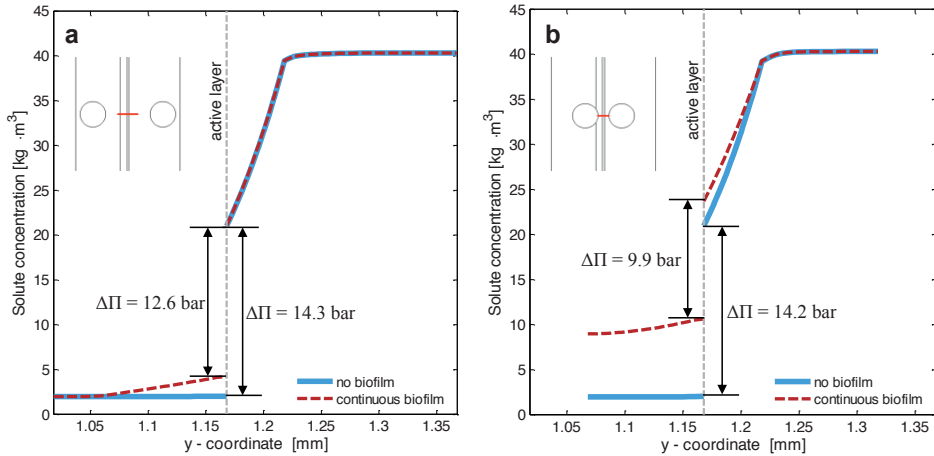 a
Solute concentration [kg ·m³]
40
35
30
25
20
15
10
5
0
active layer
ΔΠ = 12.6 bar
ΔΠ = 14.3 bar
no biofilm
continuous biofilm
1.05
1.1
1.15
1.2
1.25
1.3
1.35
y - coordinate [mm]
b
Solute concentration [kg ·m³]
40
35
30
25
20
15
10
5
0
active layer
ΔΠ = 9.9 bar
ΔΠ = 14.2 bar
no biofilm
continuous biofilm
1.05
1.1
1.15
1.2
1.25
1.3
1.35
y - coordinate [mm]